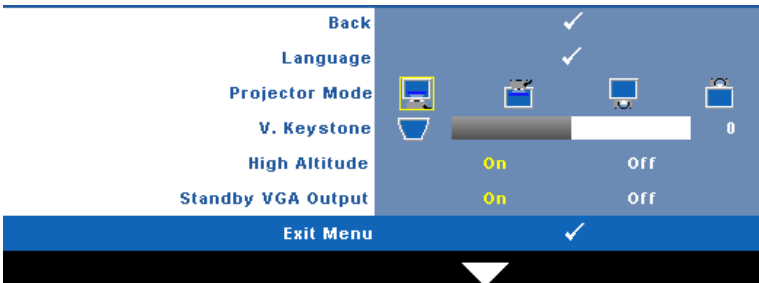 Back
Language
Projector Mode
V. Keystone 0
High Altitude On Off
Standby VGA Output On Off
Exit Menu